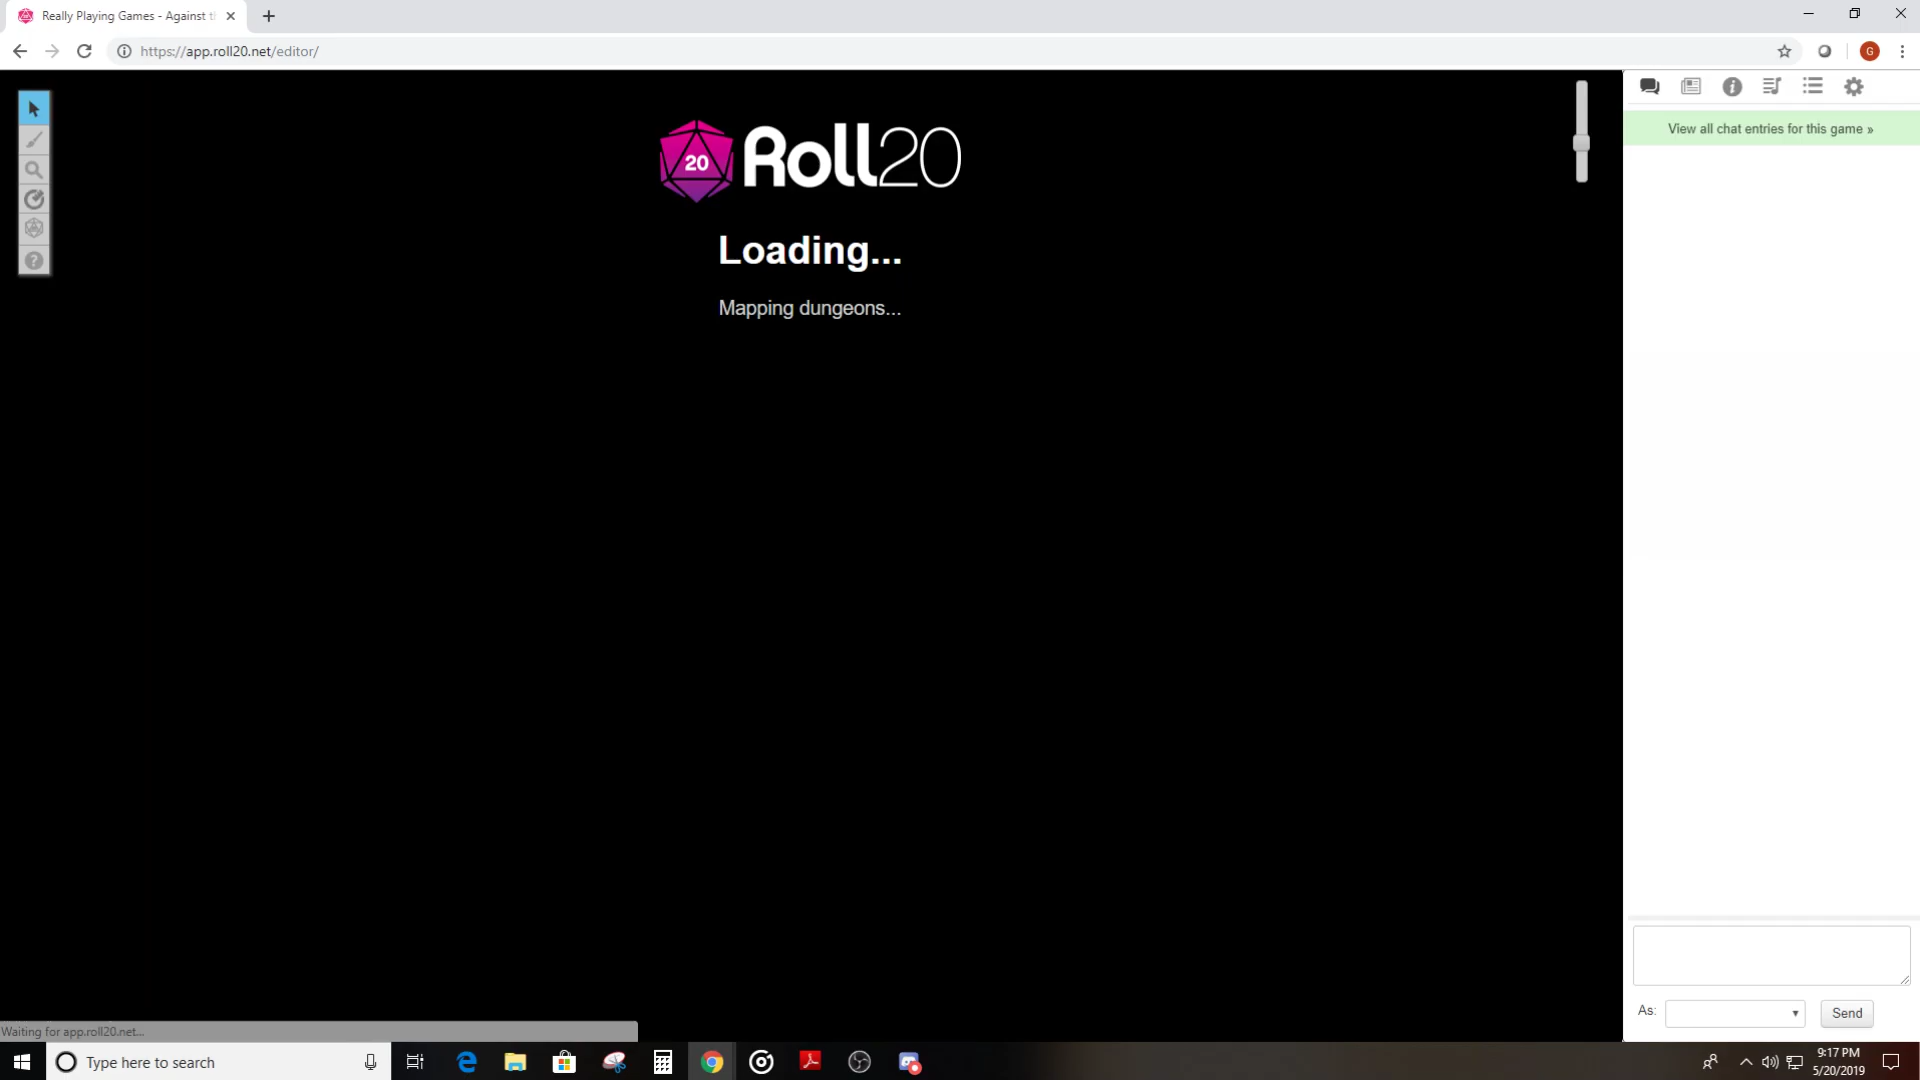 Really Playing Games - Against t
https://app.roll20.net/editor/
20
Roll20
Loading...
Mapping dungeons...
View all chat entries for this game »
As:
Send
Waiting for app.roll20.net...
Type here to search
9:17 PM
5/20/2019
G